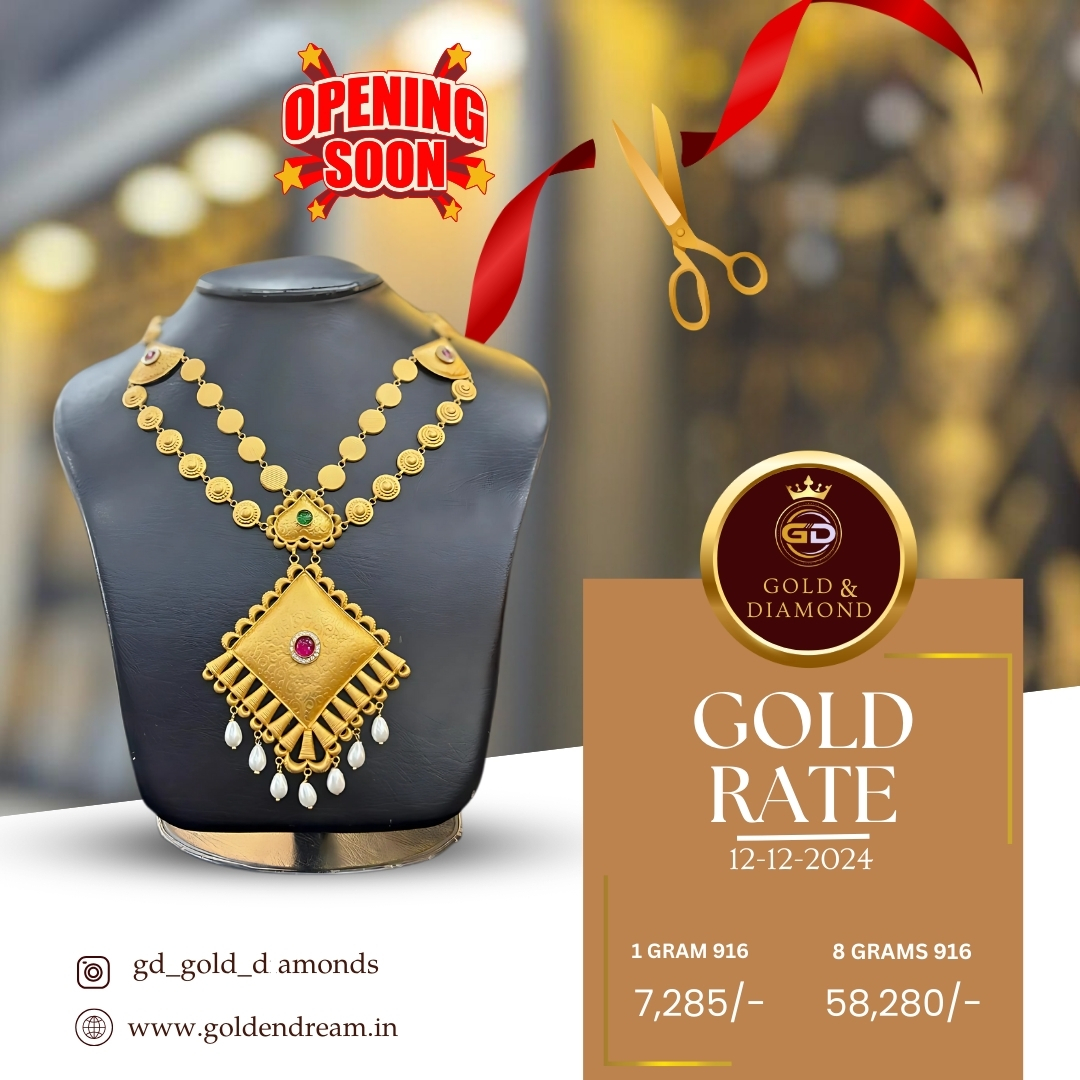 OPENING
SOON
GD
GOLD &
DIAMOND
GOLD
RATE
12-12-2024
1 GRAM 916
8 GRAMS 916
7,285/-
58,280/-
gd_gold_d amonds
www.goldendream.in